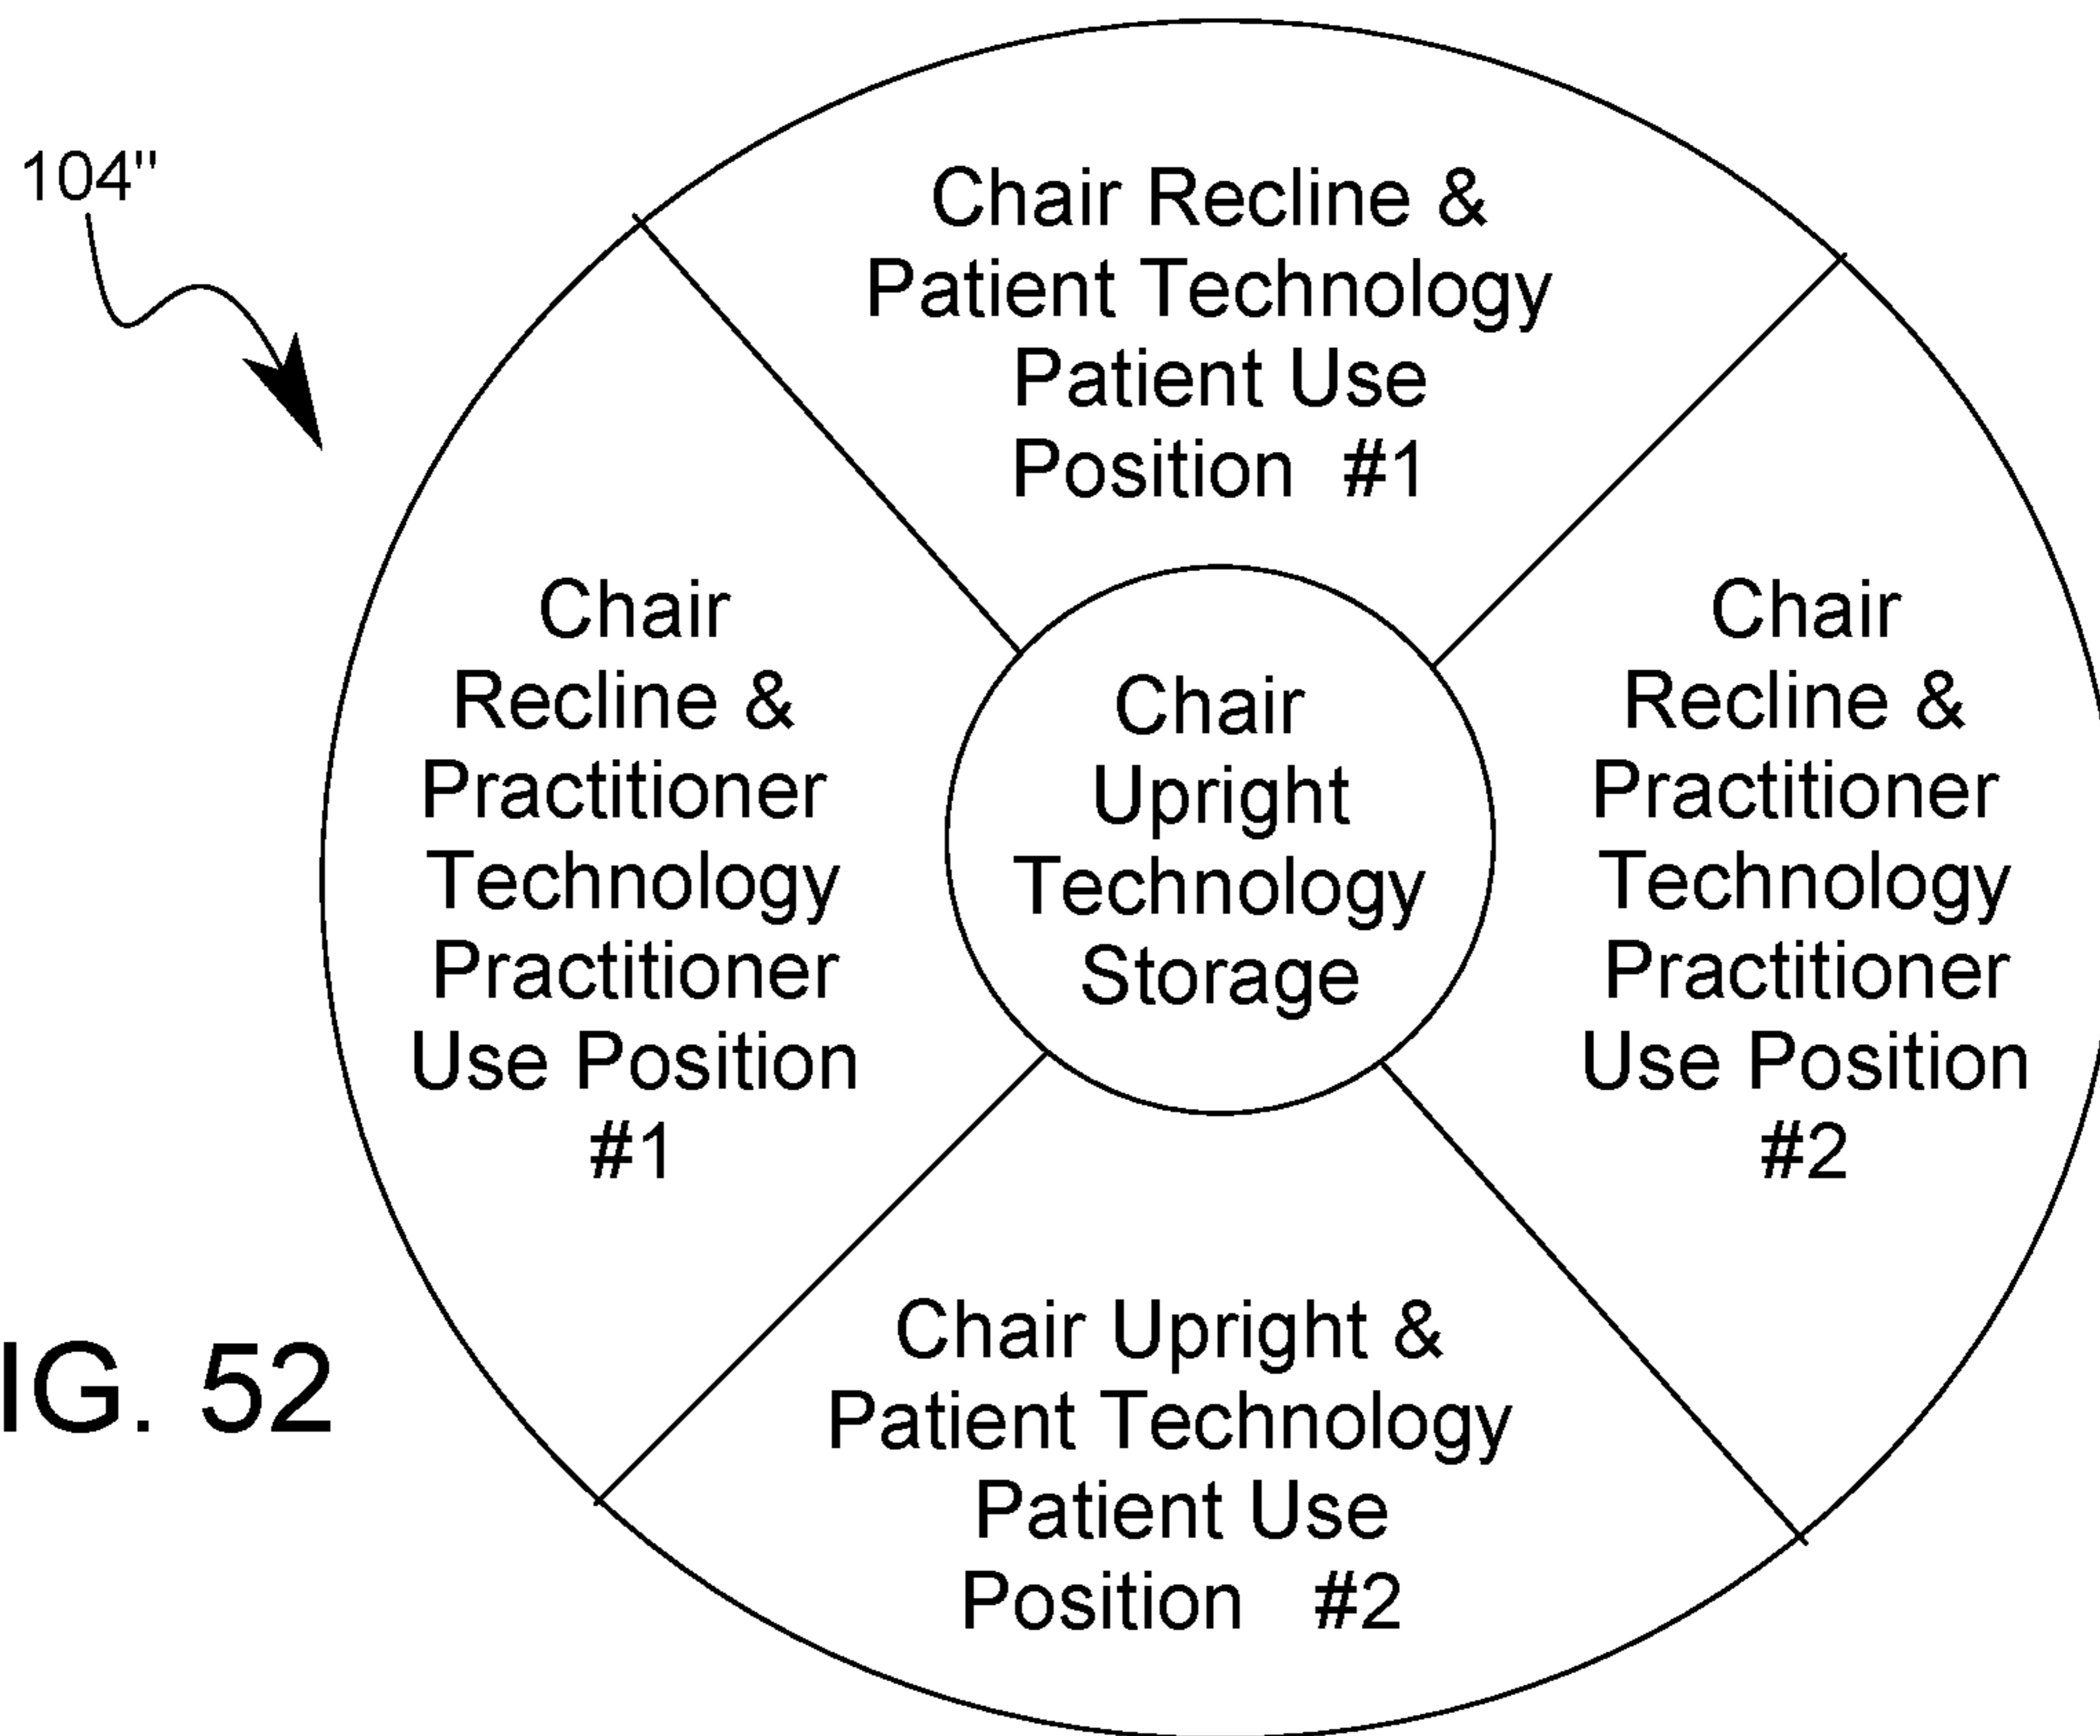 104"
Chair Recline &
Patient Technology
Patient Use
Position #1
Chair
Recline &
Practitioner
Technology
Practitioner
Use Position
#1
Chair
Upright
Technology
Storage
Chair
Recline &
Practitioner
Technology
Practitioner
Use Position
#2
Chair Upright &
Patient Technology
Patient Use
Position #2
IG. 52